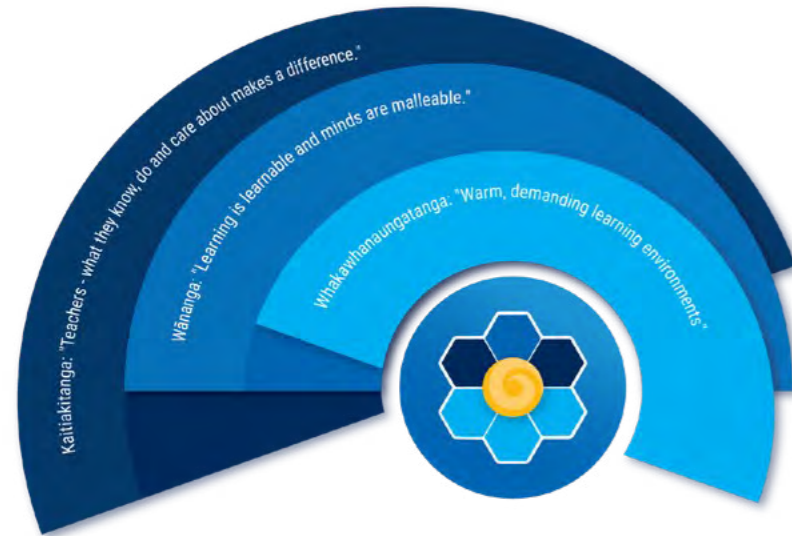 Kaitiakitanga: "Teachers - what they know, do and care about makes a difference."
Wānanga: "Learning is learnable and minds are malleable."
Whakawhanaungatanga: "Warm, demanding learning environments"